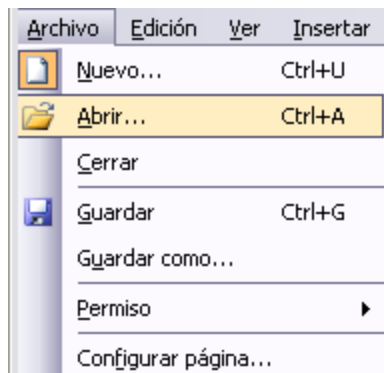 Archivo Edición Ver Insertar
Nuevo... Ctrl+U
Abrir... Ctrl+A
Cerrar
Guardar Ctrl+G
Guardar como...
Permiso
Configurar página...